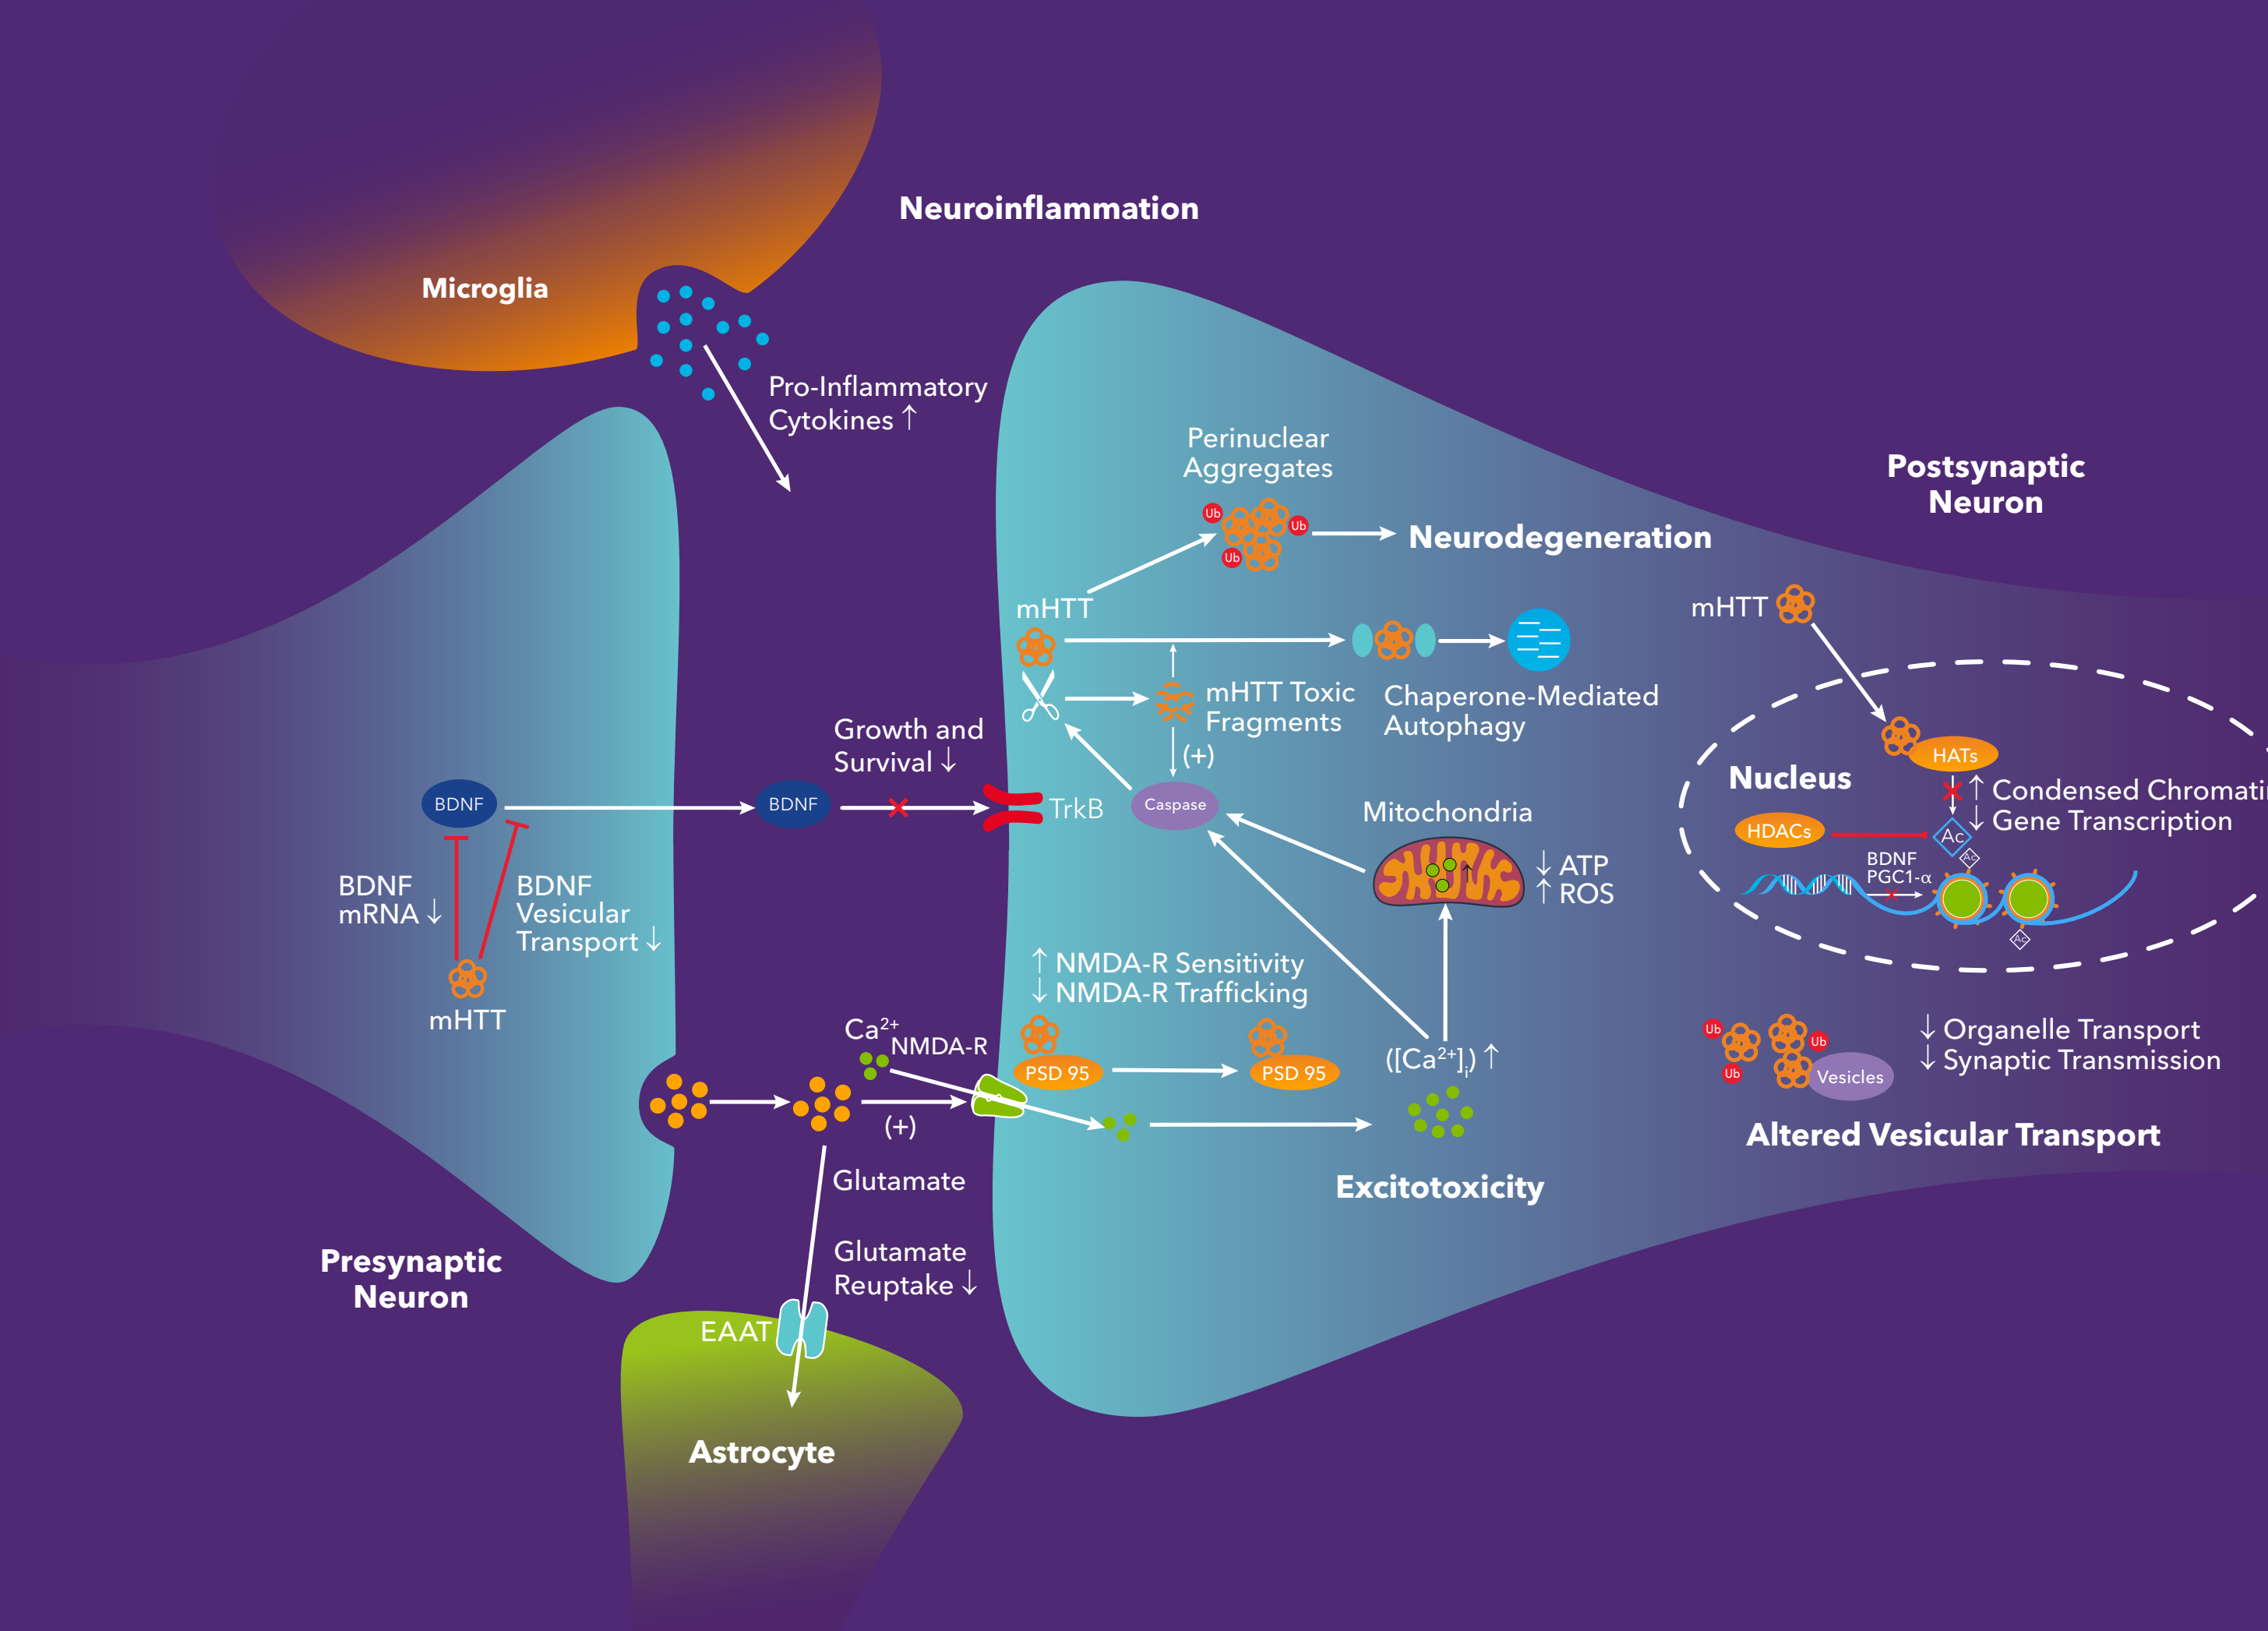 Neuroinflammation
Microglia
Pro-Inflammatory
Cytokines ↑
Perinuclear
Aggregates
Ub
Ub
Ub
Neurodegeneration
Postsynaptic
Neuron
mHTT
mHTT
mHTT Toxic
Fragments
Chaperone-Mediated
Autophagy
(+)
Growth and
Survival ↓
BDNF
BDNF
TrkB
Caspase
Mitochondria
↑
↓ ATP
↑ ROS
BDNF
mRNA ↓
BDNF
Vesicular
Transport ↓
mHTT
Nucleus
HATs
↑ Condensed Chromati
↓ Gene Transcription
HDACs
Ac
Ac
BDNF
PGC1-α
Ac
↑ NMDA-R Sensitivity
↓ NMDA-R Trafficking
Ca²⁺
NMDA-R
PSD 95
PSD 95
([Ca²⁺]ᵢ) ↑
(+)
Excitotoxicity
Ub
Ub
Ub
Vesicles
↓ Organelle Transport
↓ Synaptic Transmission
Altered Vesicular Transport
Glutamate
Glutamate
Reuptake ↓
Presynaptic
Neuron
EAAT
Astrocyte